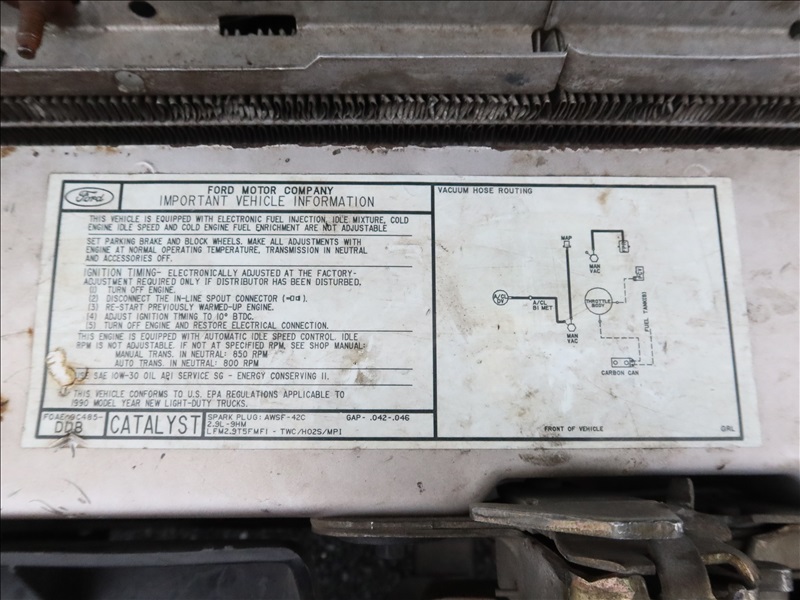 Ford
FORD MOTOR COMPANY
IMPORTANT VEHICLE INFORMATION
THIS VEHICLE IS EQUIPPED WITH ELECTRONIC FUEL INJECTION, IDLE MIXTURE, COLD
ENGINE IDLE SPEED AND COLD ENGINE FUEL ENRICHMENT ARE NOT ADJUSTABLE
SET PARKING BRAKE AND BLOCK WHEELS. MAKE ALL ADJUSTMENTS WITH
ENGINE AT NORMAL OPERATING TEMPERATURE, TRANSMISSION IN NEUTRAL
AND ACCESSORIES OFF.
IGNITION TIMING- ELECTRONICALLY ADJUSTED AT THE FACTORY-
ADJUSTMENT REQUIRED ONLY IF DISTRIBUTOR HAS BEEN DISTURBED.
(1) TURN OFF ENGINE.
(2) DISCONNECT THE IN-LINE SPOUT CONNECTOR
(3) RE-START PREVIOUSLY WARMED-UP ENGINE.
(4) ADJUST IGNITION TIMING TO 10° BTDC.
(5) TURN OFF ENGINE AND RESTORE ELECTRICAL CONNECTION.
THIS ENGINE IS EQUIPPED WITH AUTOMATIC IDLE SPEED CONTROL. IDLE
RPM IS NOT ADJUSTABLE. IF NOT AT SPECIFIED RPM, SEE SHOP MANUAL:
MANUAL TRANS. IN NEUTRAL: 850 RPM
AUTO TRANS. IN NEUTRAL: 800 RPM
SAE 10W-30 OIL API SERVICE SG - ENERGY CONSERVING II.
THIS VEHICLE CONFORMS TO U.S. EPA REGULATIONS APPLICABLE TO
1990 MODEL YEAR NEW LIGHT-DUTY TRUCKS.
DDB
CATALYST
SPARK PLUG: AWSF-42C GAP- .042-.046
2.9L-9HM
LFM2.9T5FMF1 - TWC/HO2S/MPI
VACUUM HOSE ROUTING
MAP
MAN
VAC
A/CL
DV
A/CL
BI MET
THROTTLE
BODY
MAN
VAC
FUEL TANK(S)
CARBON CAN
FRONT OF VEHICLE